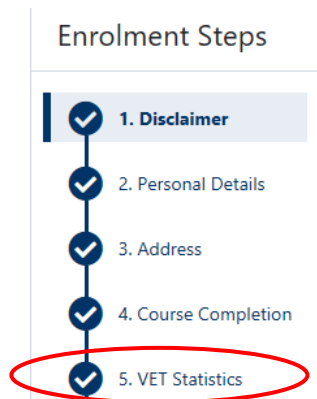 Enrolment Steps
1. Disclaimer
2. Personal Details
3. Address
4. Course Completion
5. VET Statistics